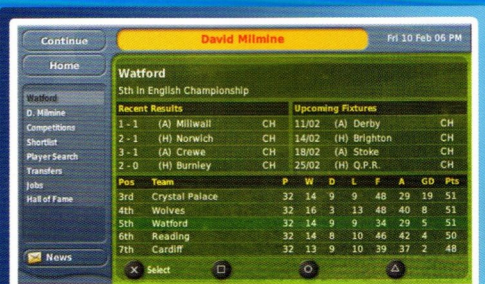 Continue
David Milmine
Fri 10 Feb 06 PM
Home
Watford
D. Milmine
Competitions
Shortlist
Player Search
Transfers
Jobs
Hall of Fame
News
Watford
5th in English Championship
Recent Results Upcoming Fixtures
1 - 1 (A) Millwall CH 11/02 (A) Derby CH
2 - 1 (H) Norwich CH 14/02 (H) Brighton CH
3 - 1 (A) Crewe CH 18/02 (A) Stoke CH
2 - 0 (H) Burnley CH 25/02 (H) Q.P.R. CH
Pos Team P W D L F A GD Pts
3rd Crystal Palace 32 14 9 9 48 29 19 51
4th Wolves 32 16 3 13 48 40 8 51
5th Watford 32 14 9 9 34 29 5 51
6th Reading 32 14 8 10 46 42 4 50
7th Cardiff 32 13 9 10 39 37 2 48
Select